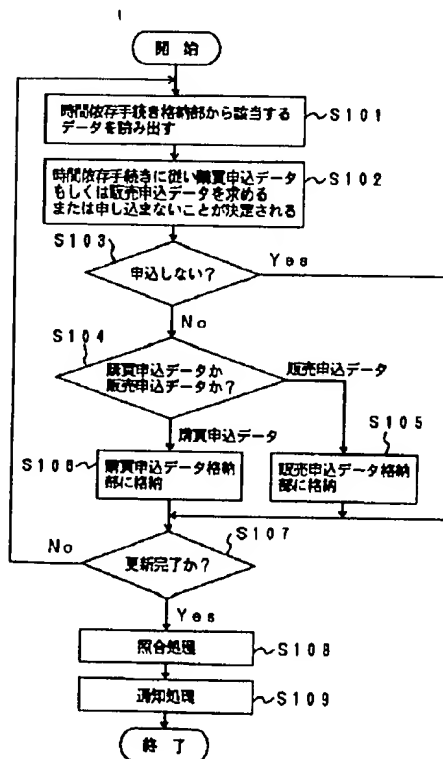 開始
時間依存手続き格納部から該当する
データを読み出す
S101
時間依存手続きに従い購買申込データ
もしくは販売申込データを求める
または申し込まないことが決定される
S102
S103
申込しない？
Yes
No
S104
購買申込データか
販売申込データか？
販売申込データ
購買申込データ
S105
S106
購買申込データ格納
部に格納
販売申込データ格納
部に格納
S107
No
更新完了か？
Yes
照合処理
S108
通知処理
S109
終了